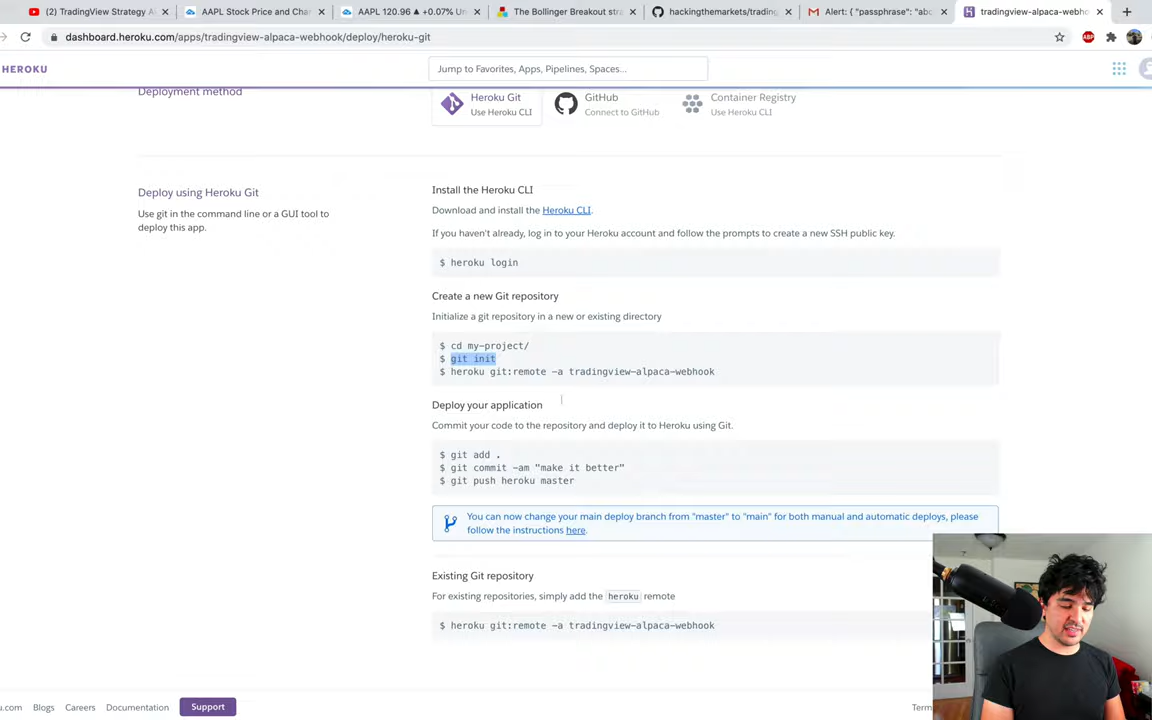 (2) TradingView Strategy Al
AAPL Stock Price and Char
AAPL 120.96 ▲ +0.07% Un
The Bollinger Breakout stra
hackingthemarkets/trading
Alert: { "passphrase": "abc
tradingview-alpaca-webho
dashboard.heroku.com/apps/tradingview-alpaca-webhook/deploy/heroku-git
ABP
HEROKU
Jump to Favorites, Apps, Pipelines, Spaces...
Deployment method
Heroku Git
Use Heroku CLI
GitHub
Connect to GitHub
Container Registry
Use Heroku CLI
Deploy using Heroku Git
Use git in the command line or a GUI tool to
deploy this app.
Install the Heroku CLI
Download and install the Heroku CLI.
If you haven't already, log in to your Heroku account and follow the prompts to create a new SSH public key.
$ heroku login
Create a new Git repository
Initialize a git repository in a new or existing directory
$ cd my-project/
$ git init
$ heroku git:remote -a tradingview-alpaca-webhook
Deploy your application
Commit your code to the repository and deploy it to Heroku using Git.
$ git add .
$ git commit -am "make it better"
$ git push heroku master
You can now change your main deploy branch from "master" to "main" for both manual and automatic deploys, please
follow the instructions here.
Existing Git repository
For existing repositories, simply add the heroku remote
$ heroku git:remote -a tradingview-alpaca-webhook
u.com
Blogs
Careers
Documentation
Support
Term